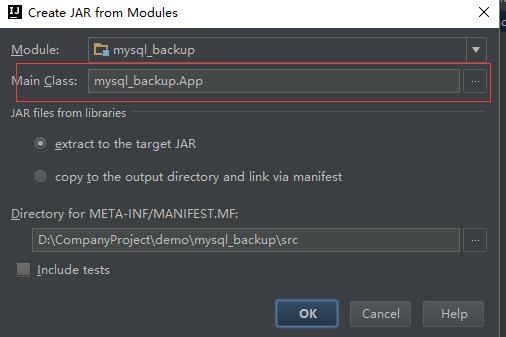 IJ Create JAR from Modules
Module: mysql_backup
Main Class: mysql_backup.App ...
JAR files from libraries
extract to the target JAR
copy to the output directory and link via manifest
Directory for META-INF/MANIFEST.MF:
D:\CompanyProject\demo\mysql_backup\src ...
Include tests
OK Cancel Help